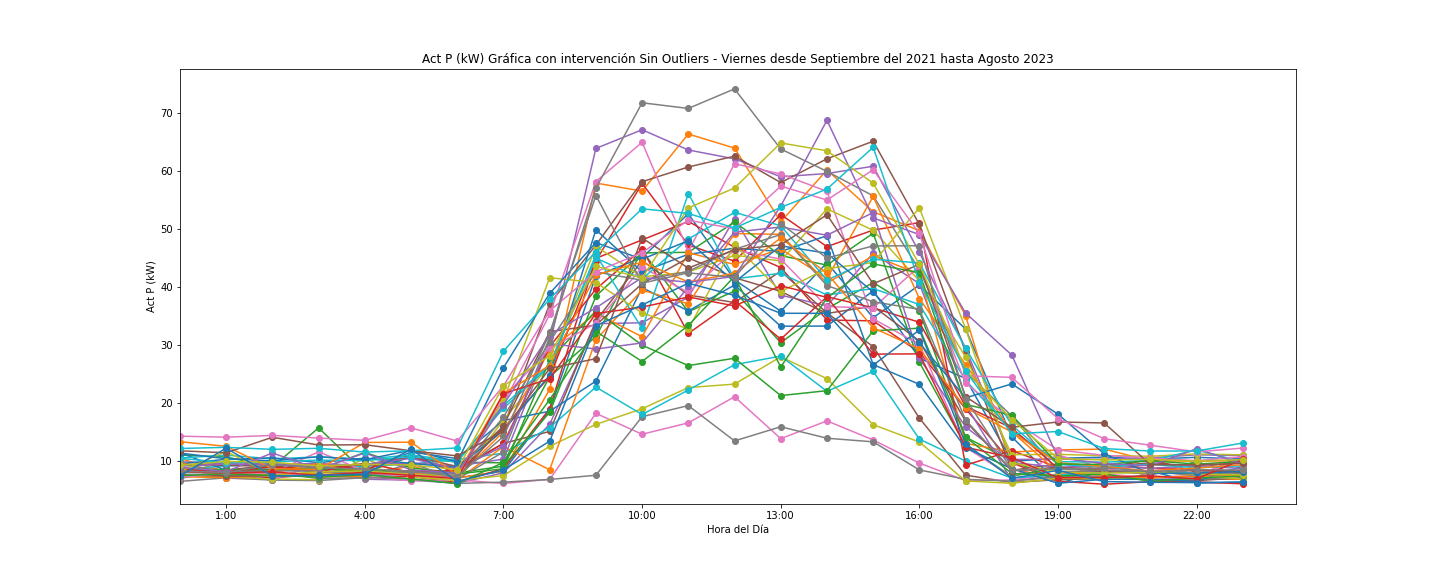 Act P (kW) Gráfica con intervención Sin Outliers - Viernes desde Septiembre del 2021 hasta Agosto 2023
70
60
50
40
30
20
10
Act P (kW)
1:00 4:00 7:00 10:00 13:00 16:00 19:00 22:00
Hora del Día